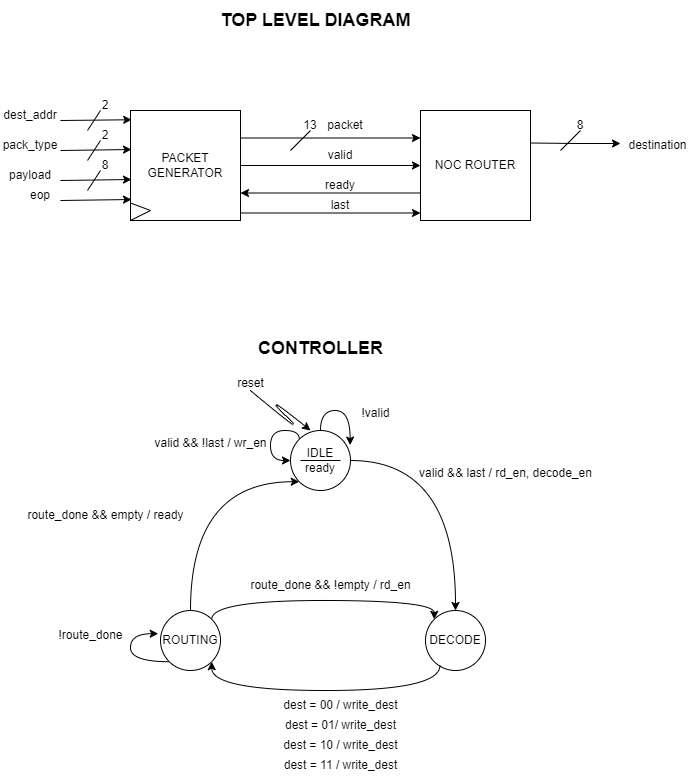 TOP LEVEL DIAGRAM
dest_addr
2
pack_type
2
payload
8
eop
PACKET
GENERATOR
13
packet
valid
ready
last
NOC ROUTER
8
destination
CONTROLLER
reset
!valid
valid && !last / wr_en
IDLE
ready
valid && last / rd_en, decode_en
route_done && empty / ready
route_done && !empty / rd_en
!route_done
ROUTING
DECODE
dest = 00 / write_dest
dest = 01/ write_dest
dest = 10 / write_dest
dest = 11 / write_dest